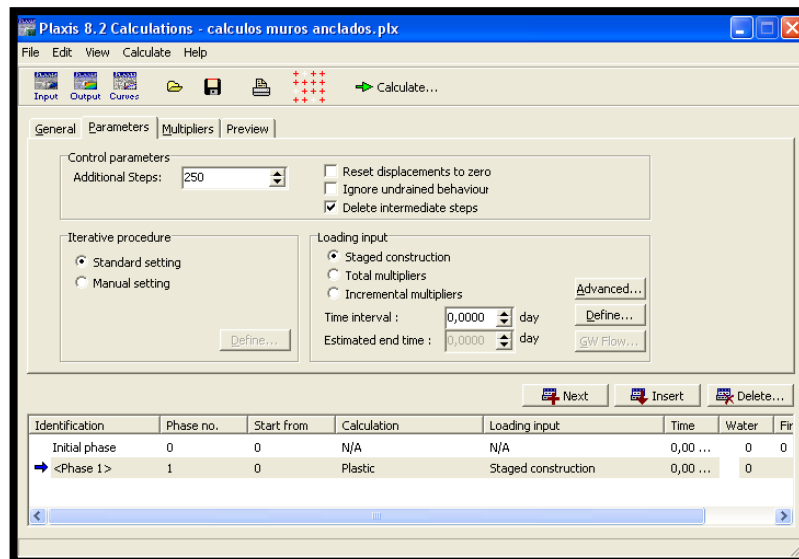 Plaxis 8.2 Calculations - calculos muros anclados.plx
File Edit View Calculate Help
Input Output Curves Calculate...
General Parameters Multipliers Preview
Control parameters
Additional Steps: 250
Reset displacements to zero
Ignore undrained behaviour
Delete intermediate steps
Iterative procedure
Standard setting
Manual setting
Define...
Loading input
Staged construction
Total multipliers
Incremental multipliers
Advanced...
Time interval : 0,0000 day Define...
Estimated end time : 0,0000 day GW Flow...
Next Insert Delete...
Identification Phase no. Start from Calculation Loading input Time Water Fir
Initial phase 0 0 N/A N/A 0,00 ... 0 0
<Phase 1> 1 0 Plastic Staged construction 0,00 ... 0